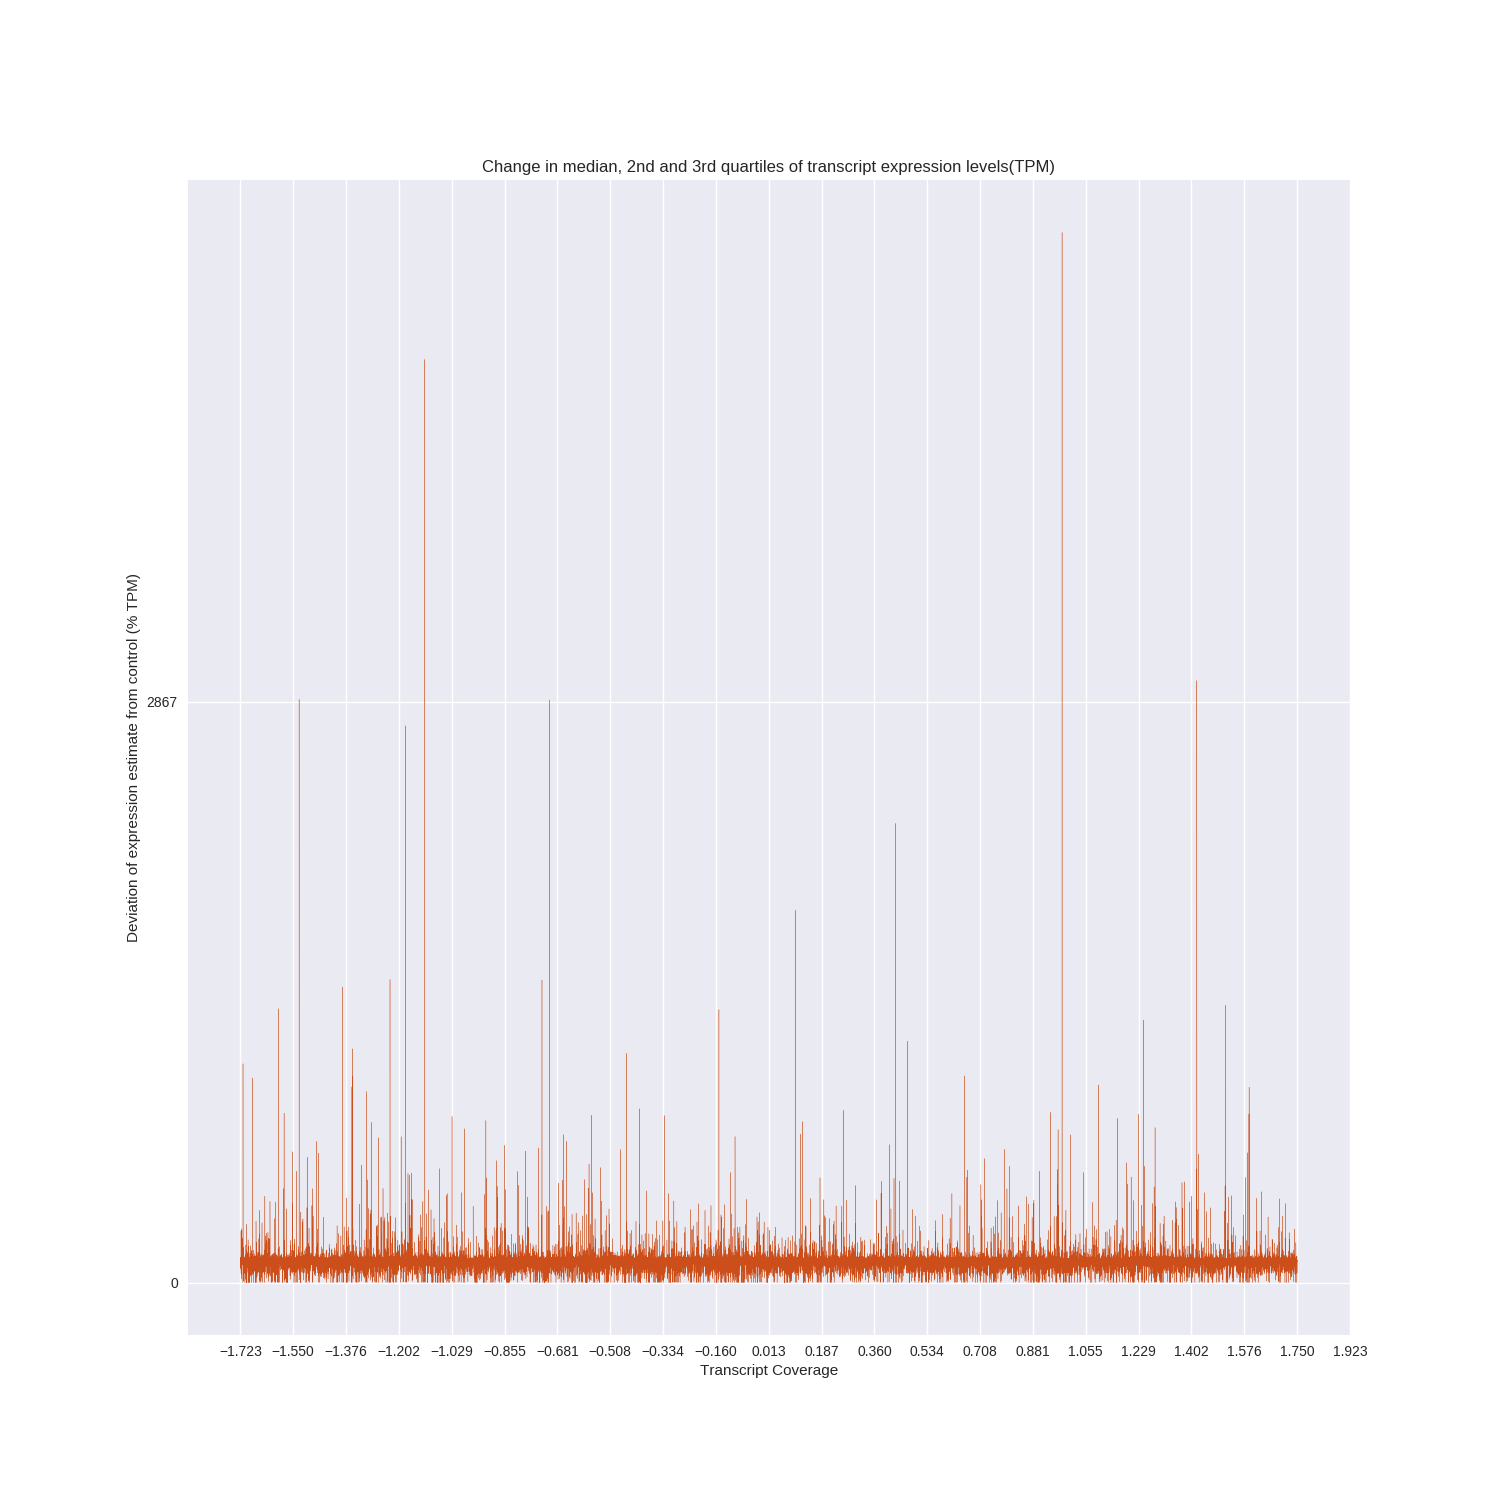 Change in median, 2nd and 3rd quartiles of transcript expression levels(TPM)
Deviation of expression estimate from control (% TPM)
2867
0
−1.723 −1.550 −1.376 −1.202 −1.029 −0.855 −0.681 −0.508 −0.334 −0.160 0.013 0.187 0.360 0.534 0.708 0.881 1.055 1.229 1.402 1.576 1.750 1.923
Transcript Coverage